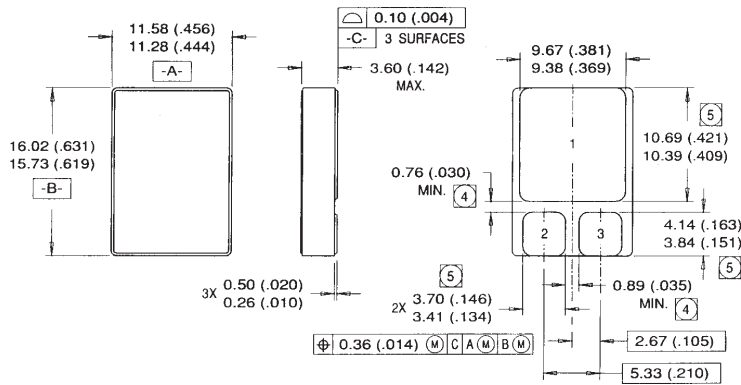 11.58 (.456)
11.28 (.444)
-A-
0.10 (.004)
-C- 3 SURFACES
3.60 (.142)
MAX.
9.67 (.381)
9.38 (.369)
16.02 (.631)
15.73 (.619)
-B-
1
5
10.69 (.421)
10.39 (.409)
0.76 (.030)
MIN. 4
2
3
4.14 (.163)
3.84 (.151)
5
3X 0.50 (.020)
0.26 (.010)
5
2X 3.70 (.146)
3.41 (.134)
0.89 (.035)
MIN. 4
⌖ 0.36 (.014) Ⓜ C A Ⓜ B Ⓜ
2.67 (.105)
5.33 (.210)